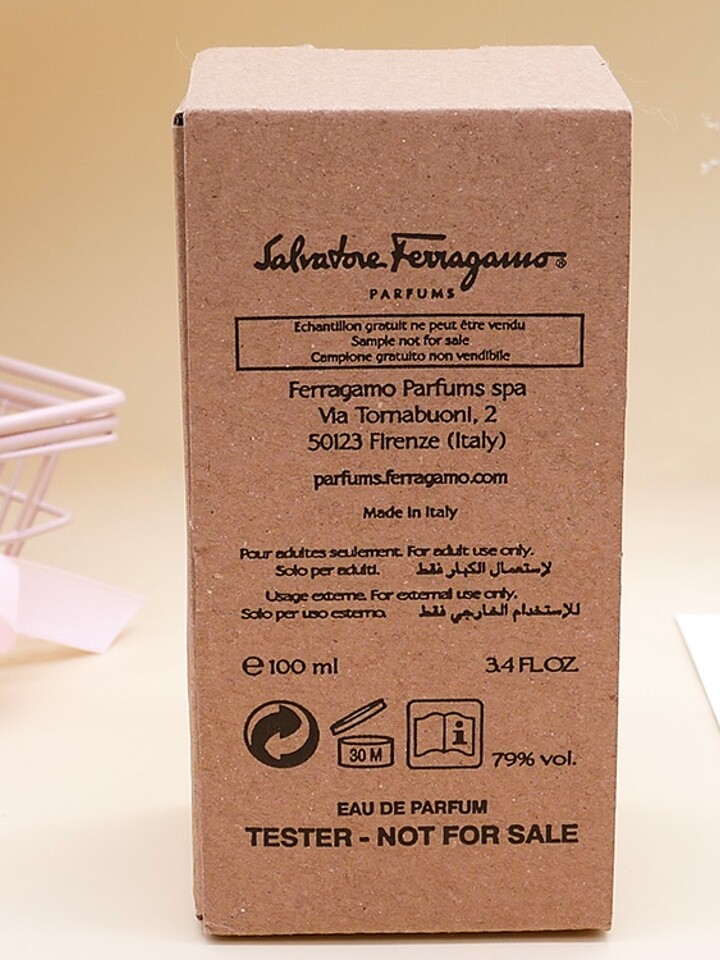 Salvatore Ferragamo®
PARFUMS
Echantillon gratuit ne peut être vendu
Sample not for sale
Campione gratuito non vendibile
Ferragamo Parfums spa
Via Tornabuoni, 2
50123 Firenze (Italy)
parfums.ferragamo.com
Made in Italy
Pour adultes seulement. For adult use only.
Solo per adulti. لإستعمال الكبار فقط
Usage externe. For external use only.
Solo per uso esterno. للإستخدام الخارجي فقط
℮ 100 ml 3.4 FL.OZ.
30 M 79% vol.
EAU DE PARFUM
TESTER - NOT FOR SALE